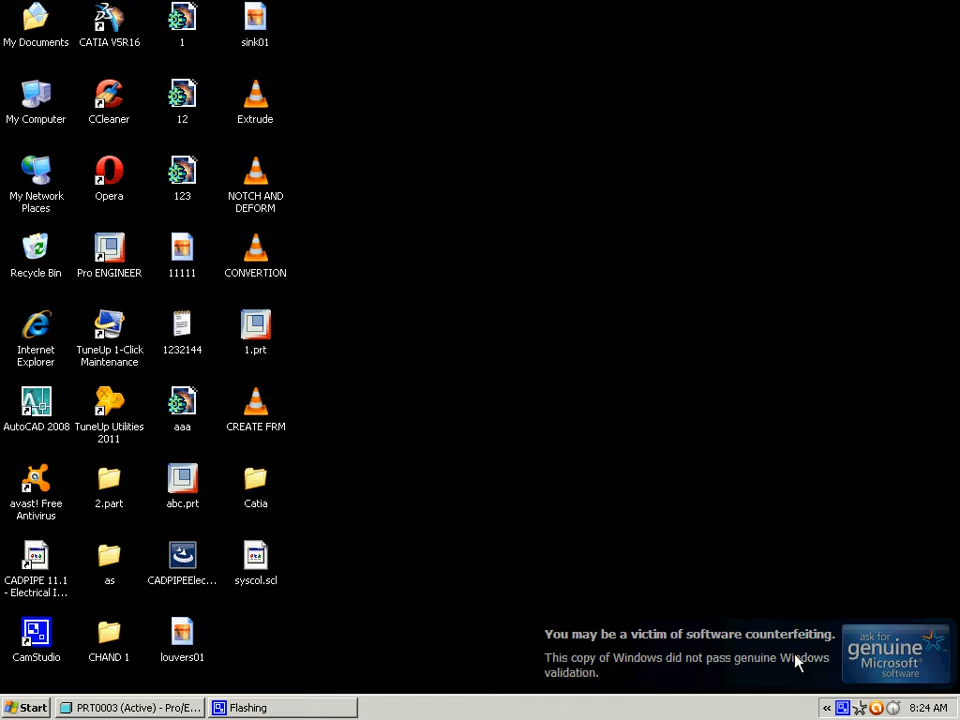 My Documents
CATIA V5R16
1
sink01
My Computer
CCleaner
12
Extrude
My Network
Places
Opera
123
NOTCH AND
DEFORM
Recycle Bin
Pro ENGINEER
11111
CONVERTION
Internet
Explorer
TuneUp 1-Click
Maintenance
1232144
1.prt
AutoCAD 2008
TuneUp Utilities
2011
aaa
CREATE FRM
avast! Free
Antivirus
2.part
abc.prt
Catia
CADPIPE 11.1
- Electrical I...
as
CADPIPEElec...
syscol.scl
CamStudio
CHAND 1
louvers01
You may be a victim of software counterfeiting.
This copy of Windows did not pass genuine Windows
validation.
ask for
genuine
Microsoft
software
Start
PRT0003 (Active) - Pro/E...
Flashing
«
8:24 AM